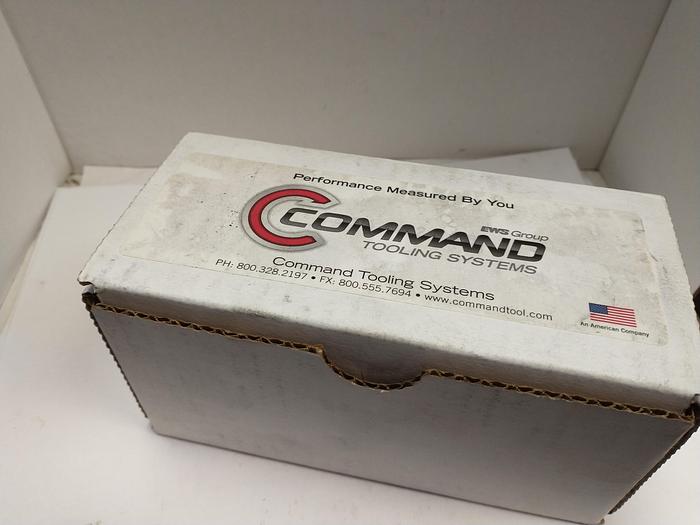 Performance Measured By You
COMMAND
EWS Group
TOOLING SYSTEMS
Command Tooling Systems
PH: 800.328.2197 • FX: 800.555.7694 • www.commandtool.com
An American Company